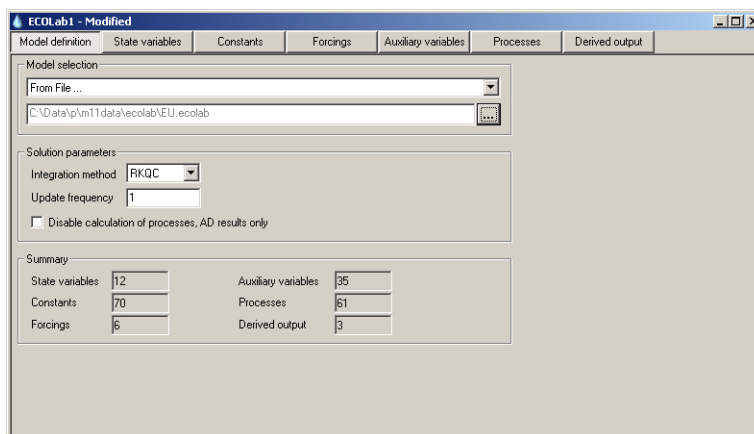 ECOLab1 - Modified
Model definition State variables Constants Forcings Auxiliary variables Processes Derived output
Model selection
From File ...
C:\Data\p\m11data\ecolab\EU.ecolab ...
Solution parameters
Integration method RKQC
Update frequency 1
Disable calculation of processes, AD results only
Summary
State variables 12 Auxiliary variables 35
Constants 70 Processes 61
Forcings 6 Derived output 3